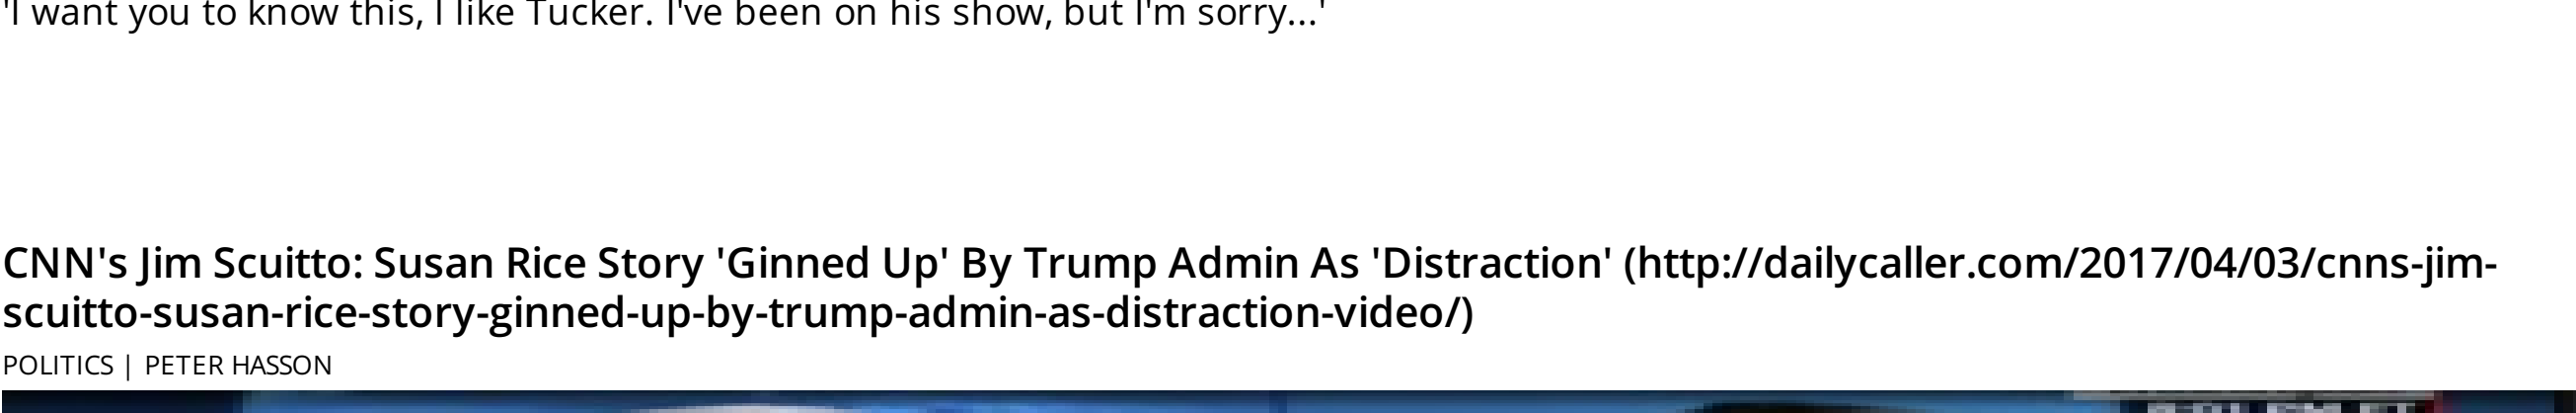 'I want you to know this, I like Tucker. I've been on his show, but I'm sorry...'
CNN's Jim Scuitto: Susan Rice Story 'Ginned Up' By Trump Admin As 'Distraction' (http://dailycaller.com/2017/04/03/cnns-jim-
scuitto-susan-rice-story-ginned-up-by-trump-admin-as-distraction-video/)
POLITICS | PETER HASSON